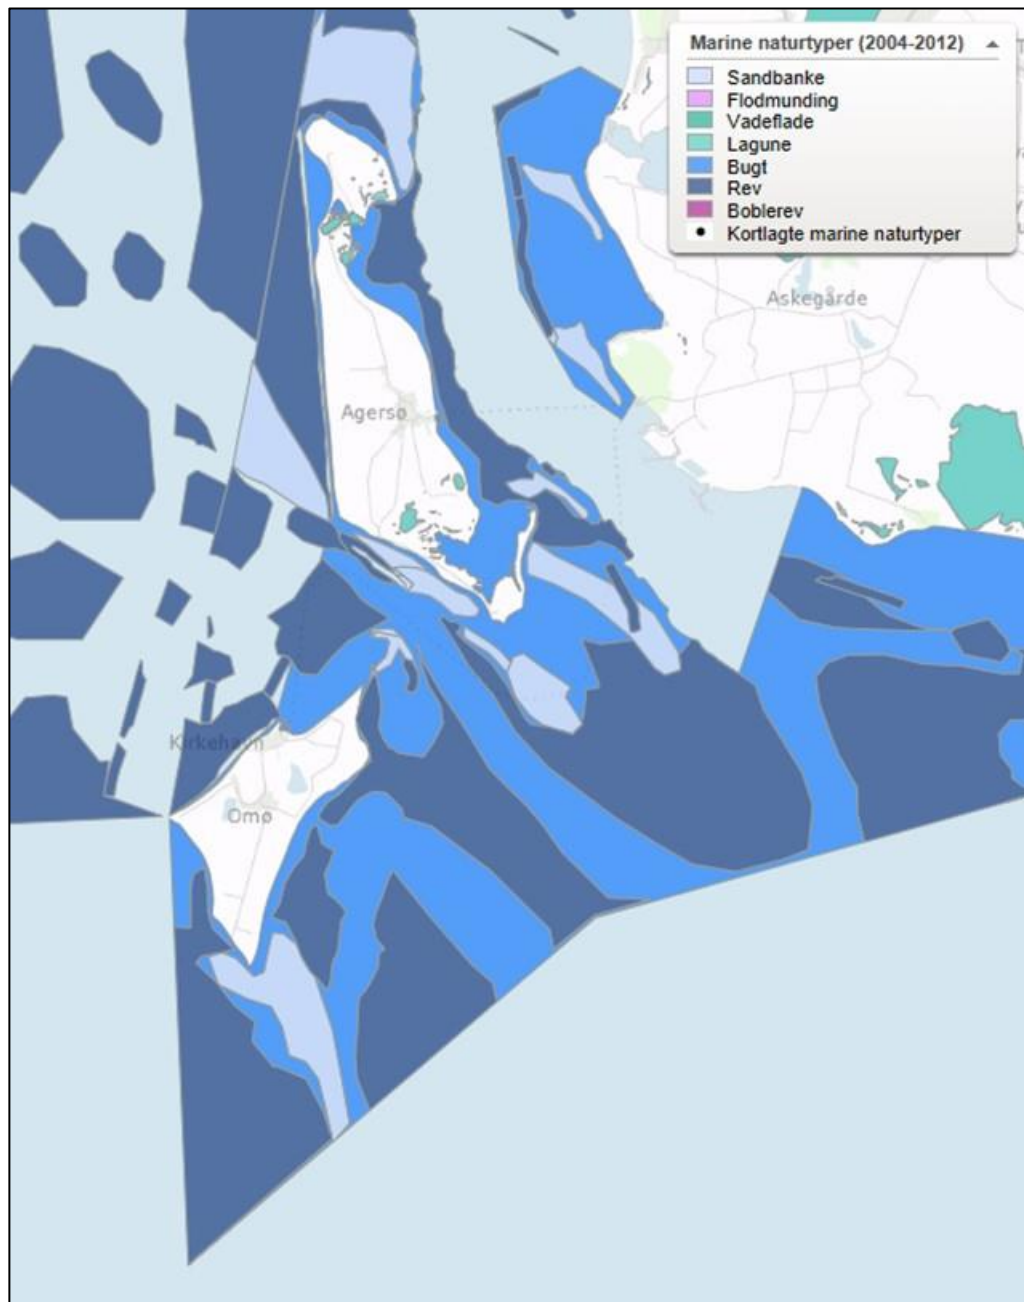 Marine naturtyper (2004-2012)
Sandbanke
Flodmunding
Vadeflade
Lagune
Bugt
Rev
Boblerev
Kortlagte marine naturtyper
Askegårde
Agersø
Kirkehavn
Omø